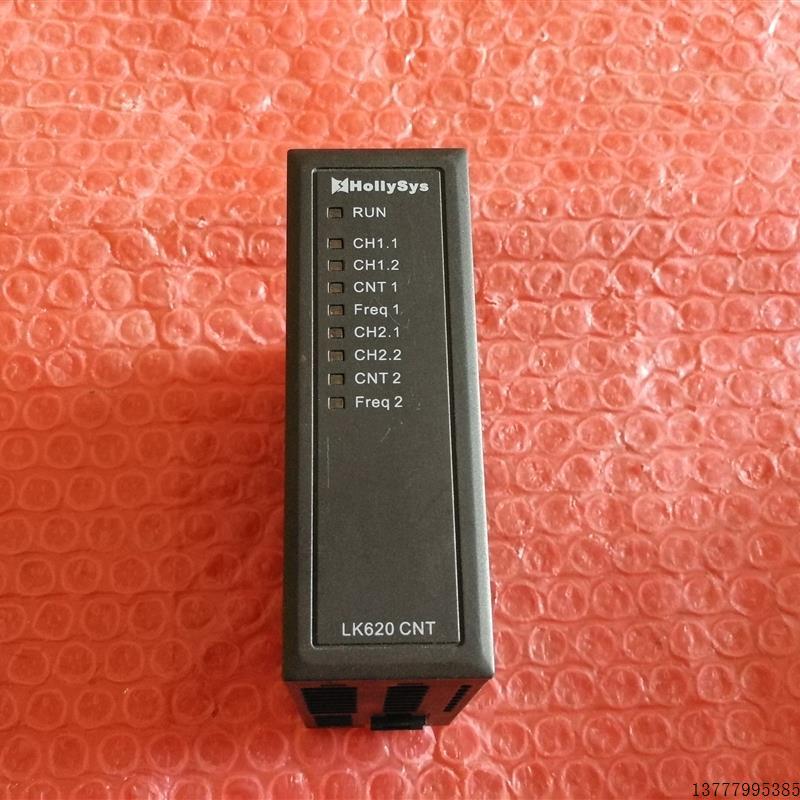 HollySys
RUN
CH1.1
CH1.2
CNT 1
Freq 1
CH2.1
CH2.2
CNT 2
Freq 2
LK620 CNT
13777995385